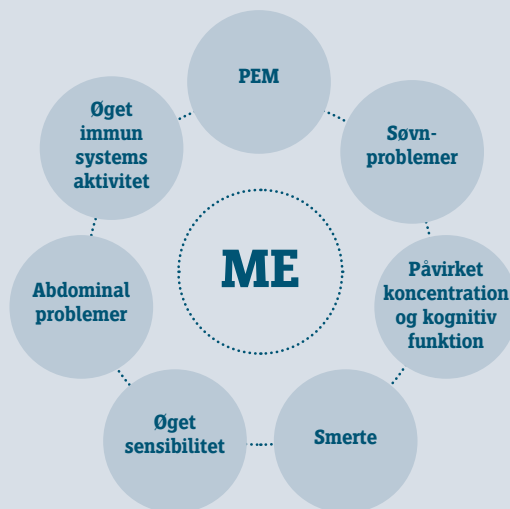 PEM
Søvn-
problemer
Påvirket
koncentration
og kognitiv
funktion
Smerte
Øget
sensibilitet
Abdominal
problemer
Øget
immun
systems
aktivitet
ME